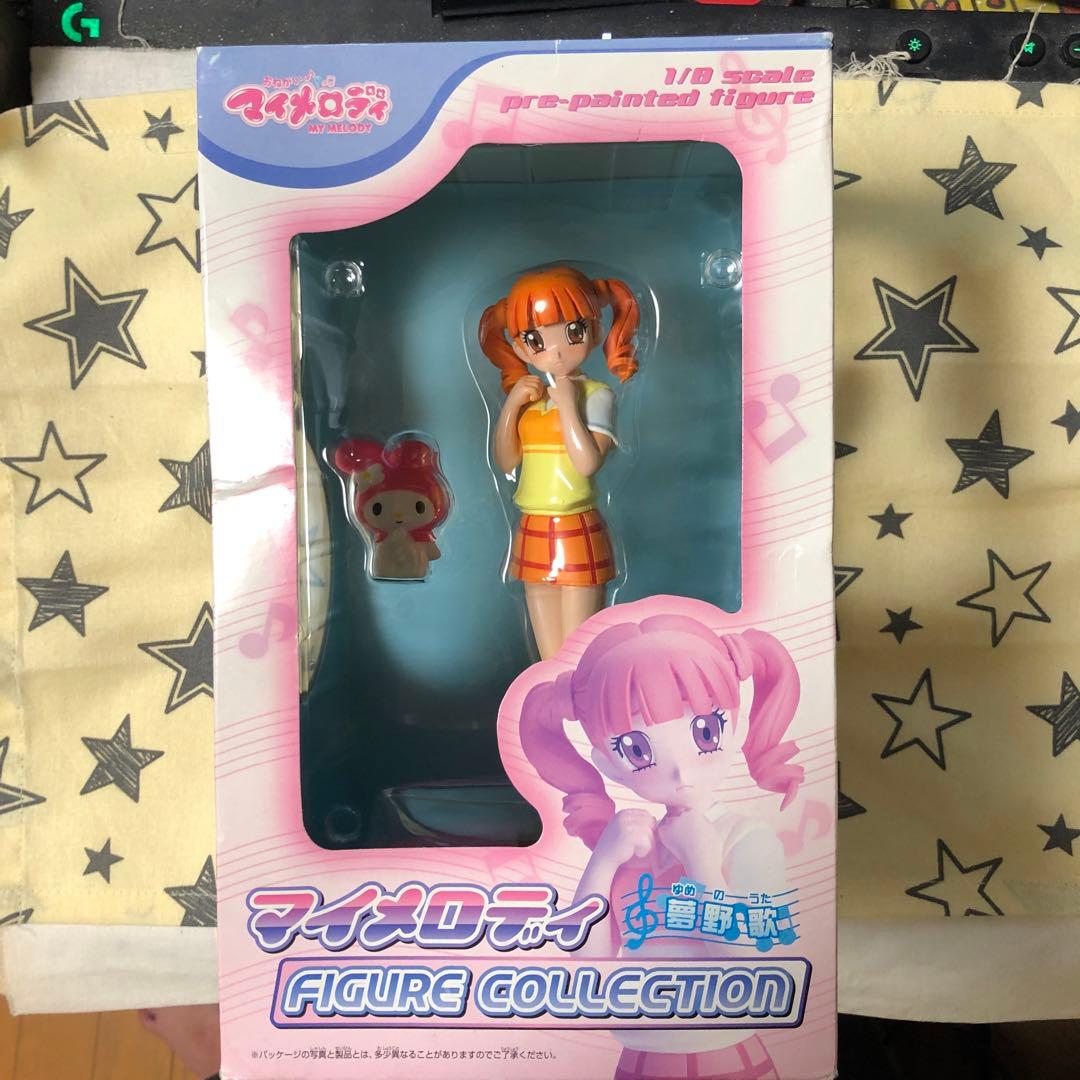 おねがい♪
マイメロディ
MY MELODY
1/8 scale
pre-painted figure
マイメロディ
ゆめ の うた
夢野 歌
FIGURE COLLECTION
※パッケージの写真と製品とは、多少異なることがありますのでご了承ください。